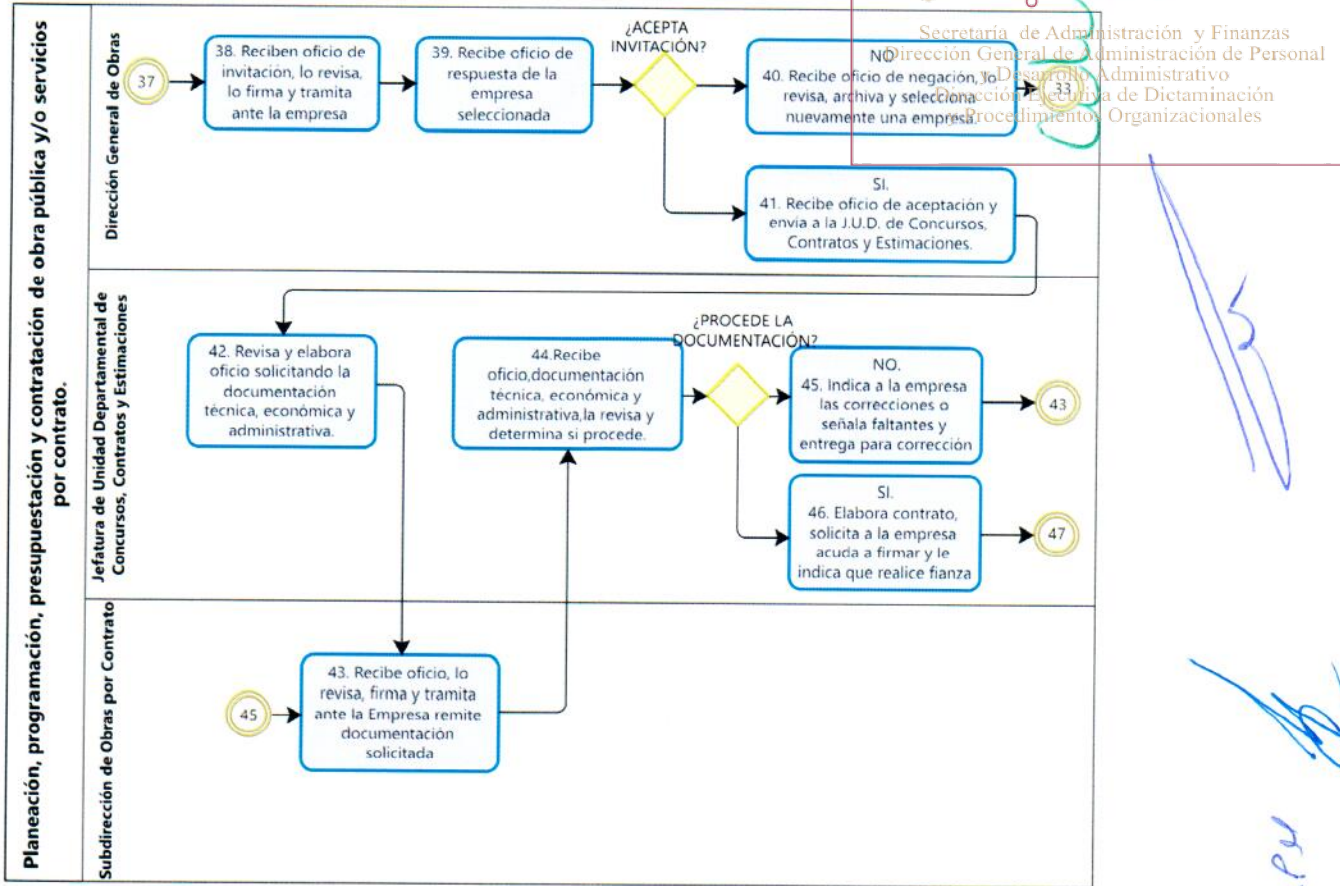 Planeación, programación, presupuestación y contratación de obra pública y/o servicios
por contrato.
Dirección General de Obras
37
38. Reciben oficio de
invitación, lo revisa,
lo firma y tramita
ante la empresa
39. Recibe oficio de
respuesta de la
empresa
seleccionada
¿ACEPTA
INVITACIÓN?
NO
40. Recibe oficio de negación, lo
revisa, archiva y selecciona
nuevamente una empresa.
33
Secretaría de Administración y Finanzas
Dirección General de Administración de Personal
y Desarrollo Administrativo
Dirección Ejecutiva de Dictaminación
y Procedimientos Organizacionales
SI.
41. Recibe oficio de aceptación y
envía a la J.U.D. de Concursos,
Contratos y Estimaciones.
Jefatura de Unidad Departamental de
Concursos, Contratos y Estimaciones
42. Revisa y elabora
oficio solicitando la
documentación
técnica, económica y
administrativa.
44.Recibe
oficio,documentación
técnica, económica y
administrativa,la revisa y
determina si procede.
¿PROCEDE LA
DOCUMENTACIÓN?
NO.
45. Indica a la empresa
las correcciones o
señala faltantes y
entrega para corrección
43
SI.
46. Elabora contrato,
solicita a la empresa
acuda a firmar y le
indica que realice fianza
47
Subdirección de Obras por Contrato
45
43. Recibe oficio, lo
revisa, firma y tramita
ante la Empresa remite
documentación
solicitada